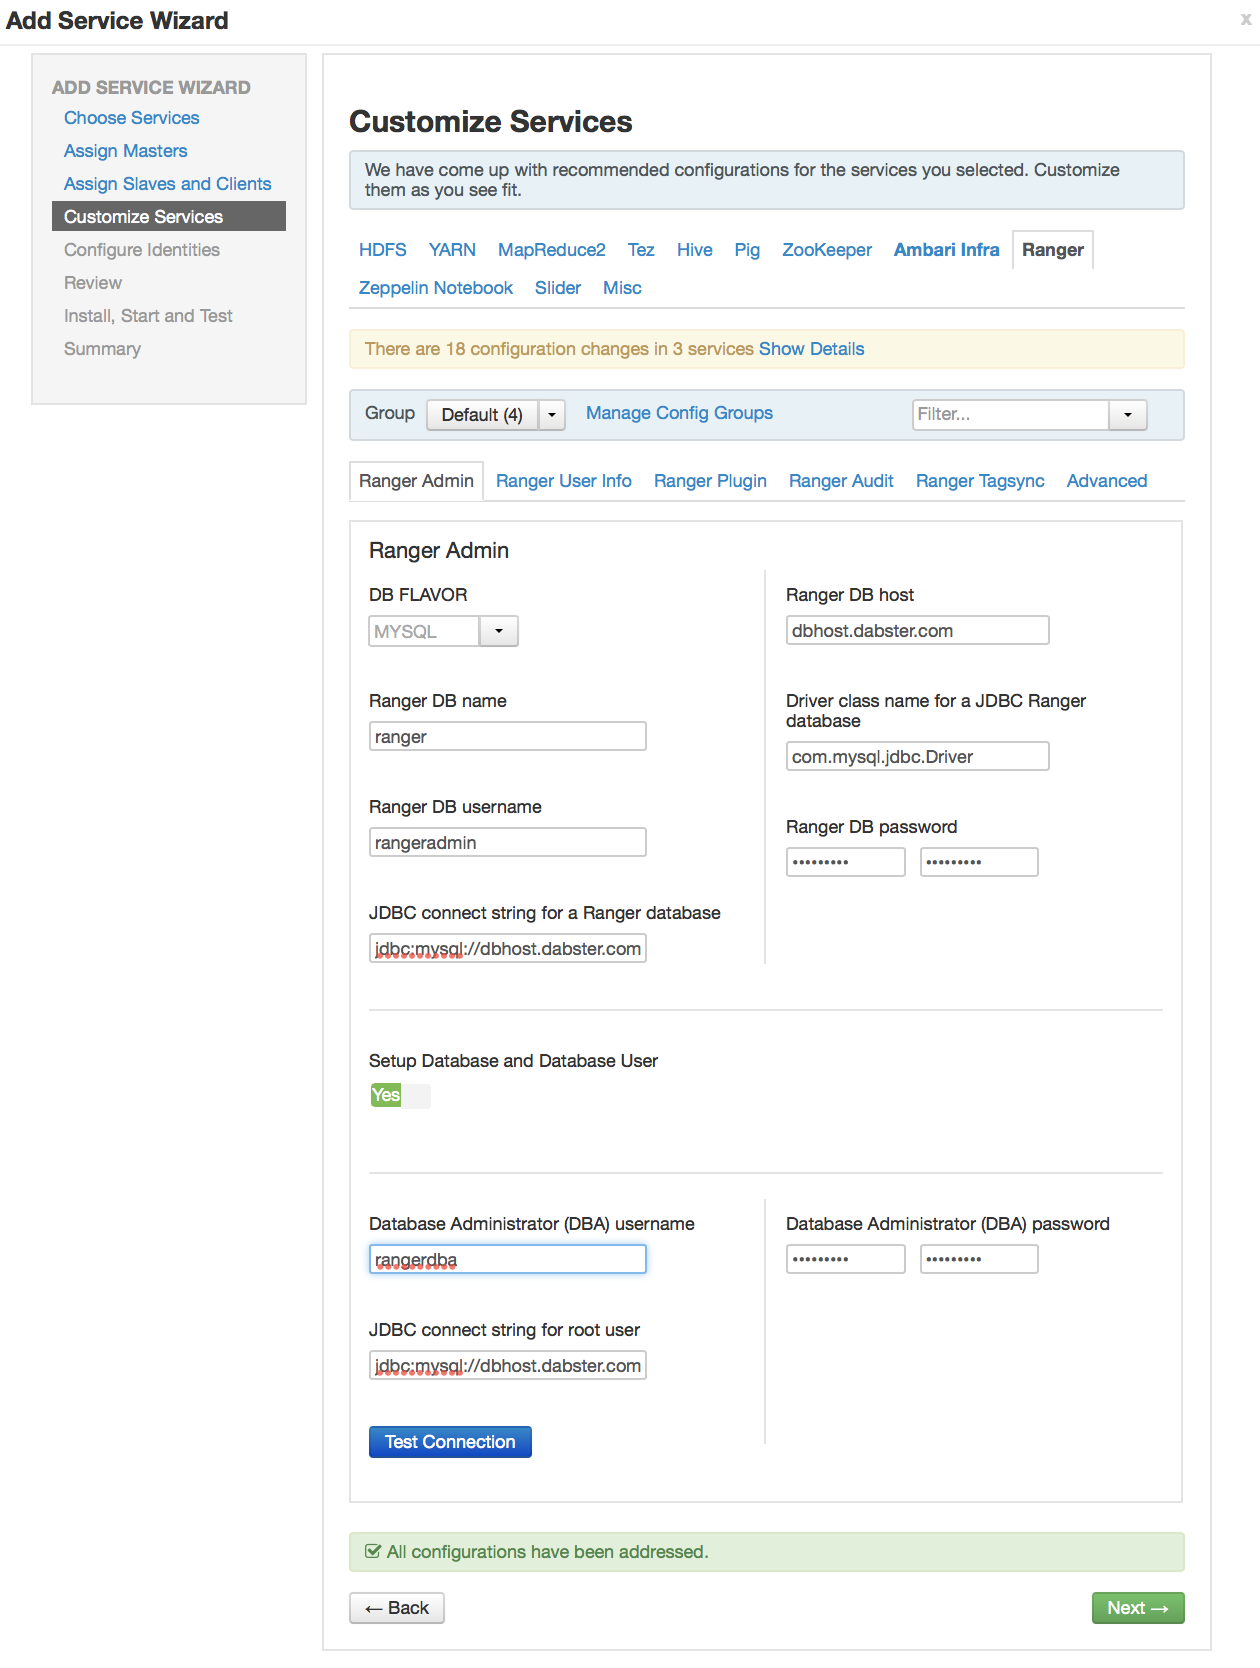 Add Service Wizard
x
ADD SERVICE WIZARD
Choose Services
Assign Masters
Assign Slaves and Clients
Customize Services
Configure Identities
Review
Install, Start and Test
Summary
Customize Services
We have come up with recommended configurations for the services you selected. Customize
them as you see fit.
HDFS YARN MapReduce2 Tez Hive Pig ZooKeeper Ambari Infra Ranger
Zeppelin Notebook Slider Misc
There are 18 configuration changes in 3 services Show Details
Group Default (4) Manage Config Groups Filter...
Ranger Admin Ranger User Info Ranger Plugin Ranger Audit Ranger Tagsync Advanced
Ranger Admin
DB FLAVOR
MYSQL
Ranger DB host
dbhost.dabster.com
Ranger DB name
ranger
Driver class name for a JDBC Ranger
database
com.mysql.jdbc.Driver
Ranger DB username
rangeradmin
Ranger DB password
••••••••• •••••••••
JDBC connect string for a Ranger database
jdbc:mysql://dbhost.dabster.com
Setup Database and Database User
Yes
Database Administrator (DBA) username
rangerdba
Database Administrator (DBA) password
••••••••• •••••••••
JDBC connect string for root user
jdbc:mysql://dbhost.dabster.com
Test Connection
All configurations have been addressed.
← Back
Next →